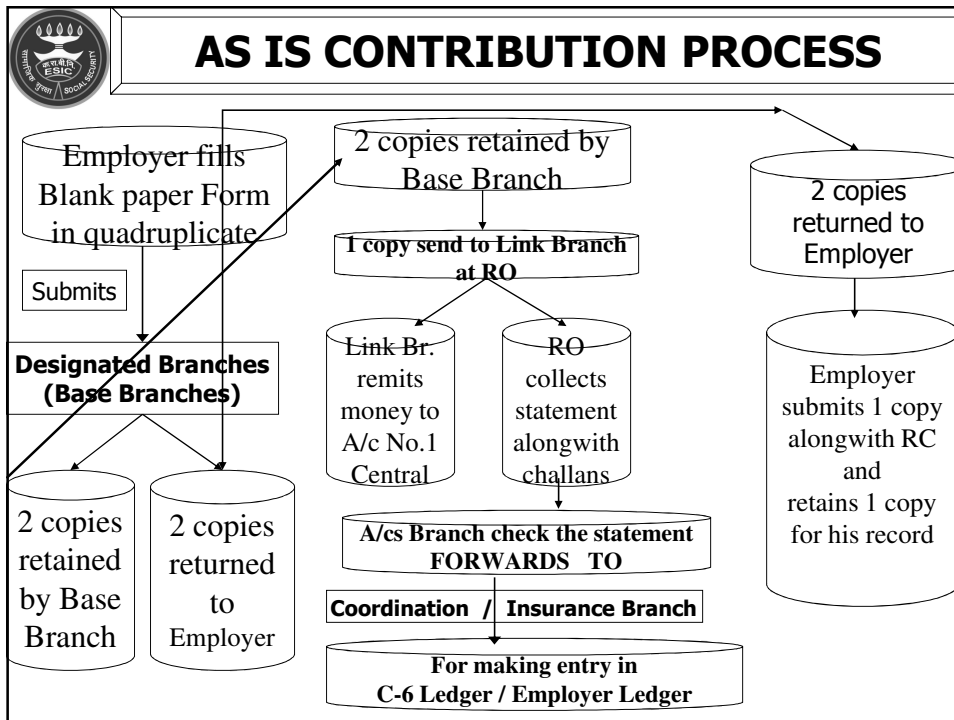 AS IS CONTRIBUTION PROCESS
क.रा.बी.नि.
ESIC
सामाजिक सुरक्षा
SOCIAL SECURITY
Employer fills
Blank paper Form
in quadruplicate
Submits
Designated Branches
(Base Branches)
2 copies
retained
by Base
Branch
2 copies
returned
to
Employer
2 copies retained by
Base Branch
1 copy send to Link Branch
at RO
Link Br.
remits
money to
A/c No.1
Central
RO
collects
statement
alongwith
challans
A/cs Branch check the statement
FORWARDS TO
Coordination / Insurance Branch
For making entry in
C-6 Ledger / Employer Ledger
2 copies
returned to
Employer
Employer
submits 1 copy
alongwith RC
and
retains 1 copy
for his record